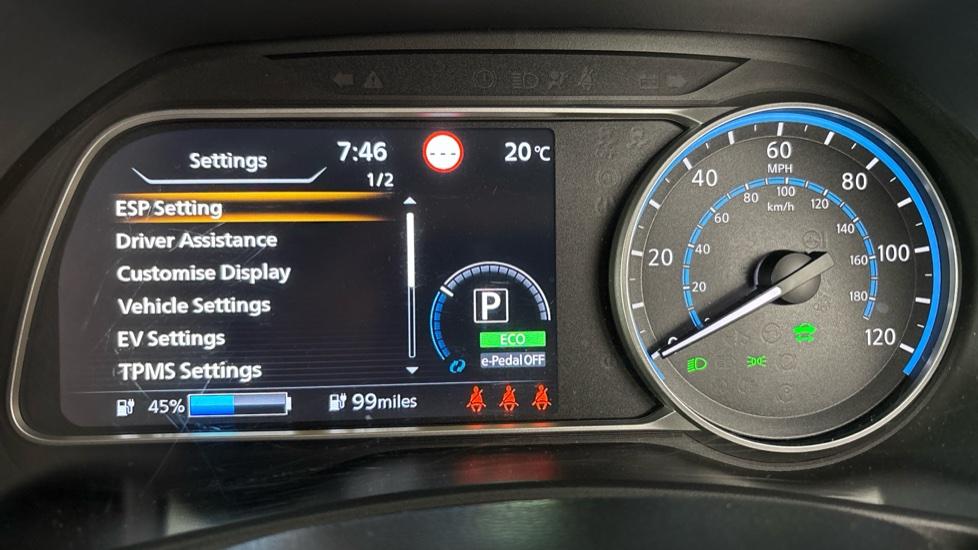 Settings
7:46
1/2
20°C
---
ESP Setting
Driver Assistance
Customise Display
Vehicle Settings
EV Settings
TPMS Settings
P
ECO
e-Pedal OFF
45%
99miles
0 20 40 60 80 100 120
MPH
20 40 60 80 100 120 140 160 180
km/h